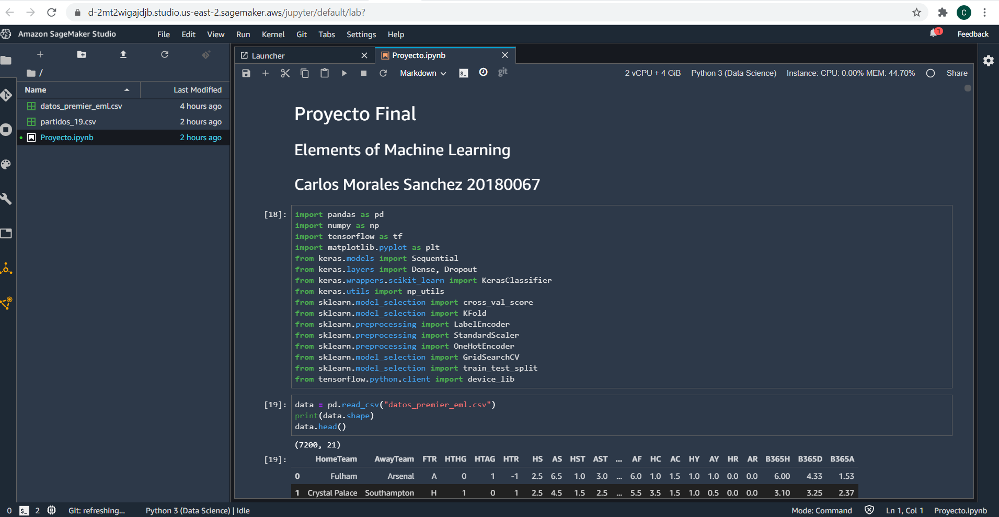 d-2mt2wigajdjb.studio.us-east-2.sagemaker.aws/jupyter/default/lab?
C
Amazon SageMaker Studio File Edit View Run Kernel Git Tabs Settings Help 1 Feedback
Launcher Proyecto.ipynb
/ Markdown $_ git 2 vCPU + 4 GiB Python 3 (Data Science) Instance: CPU: 0.00% MEM: 44.70% Share
Name Last Modified
datos_premier_eml.csv 4 hours ago
partidos_19.csv 2 hours ago
Proyecto.ipynb 2 hours ago
Proyecto Final
Elements of Machine Learning
Carlos Morales Sanchez 20180067
[18]: import pandas as pd
import numpy as np
import tensorflow as tf
import matplotlib.pyplot as plt
from keras.models import Sequential
from keras.layers import Dense, Dropout
from keras.wrappers.scikit_learn import KerasClassifier
from keras.utils import np_utils
from sklearn.model_selection import cross_val_score
from sklearn.model_selection import KFold
from sklearn.preprocessing import LabelEncoder
from sklearn.preprocessing import StandardScaler
from sklearn.preprocessing import OneHotEncoder
from sklearn.model_selection import GridSearchCV
from sklearn.model_selection import train_test_split
from tensorflow.python.client import device_lib
[19]: data = pd.read_csv("datos_premier_eml.csv")
print(data.shape)
data.head()
(7200, 21)
[19]: HomeTeam AwayTeam FTR HTHG HTAG HTR HS AS HST AST ... AF HC AC HY AY HR AR B365H B365D B365A
0 Fulham Arsenal A 0 1 -1 2.5 6.5 1.0 3.0 ... 6.0 1.0 1.5 1.0 1.0 0.0 0.0 6.00 4.33 1.53
1 Crystal Palace Southampton H 1 0 1 2.5 4.5 1.5 2.5 ... 5.5 3.5 1.5 1.0 0.5 0.0 0.0 3.10 3.25 2.37
0 $_ 2 Git: refreshing... Python 3 (Data Science) | Idle Mode: Command Ln 1, Col 1 Proyecto.ipynb